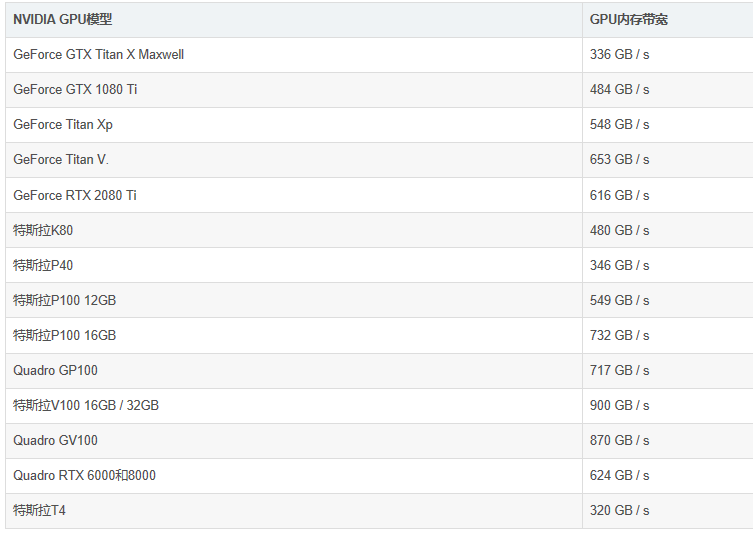 NVIDIA GPU模型 GPU内存带宽
GeForce GTX Titan X Maxwell 336 GB / s
GeForce GTX 1080 Ti 484 GB / s
GeForce Titan Xp 548 GB / s
GeForce Titan V. 653 GB / s
GeForce RTX 2080 Ti 616 GB / s
特斯拉K80 480 GB / s
特斯拉P40 346 GB / s
特斯拉P100 12GB 549 GB / s
特斯拉P100 16GB 732 GB / s
Quadro GP100 717 GB / s
特斯拉V100 16GB / 32GB 900 GB / s
Quadro GV100 870 GB / s
Quadro RTX 6000和8000 624 GB / s
特斯拉T4 320 GB / s